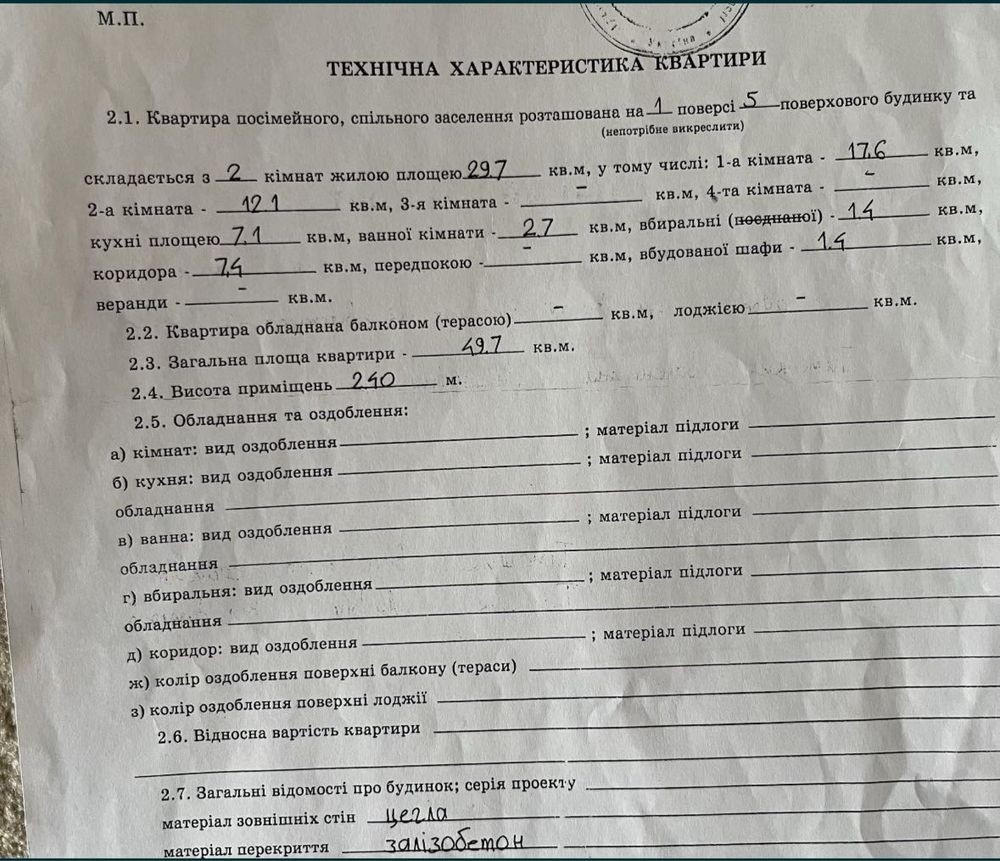 М.П.
Україна
ТЕХНІЧНА ХАРАКТЕРИСТИКА КВАРТИРИ
2.1. Квартира посімейного, спільного заселення розташована на 1 поверсі 5 поверхового будинку та
(непотрібне викреслити)
складається з 2 кімнат жилою площею 29.7 кв.м, у тому числі: 1-а кімната - 17.6 кв.м,
2-а кімната - 12.1 кв.м, 3-я кімната - – кв.м, 4-та кімната - – кв.м,
кухні площею 7.1 кв.м, ванної кімнати - 2.7 кв.м, вбиральні (поєднаної) - 1.4 кв.м,
коридора - 7,4 кв.м, передпокою - – кв.м, вбудованої шафи - 1.4 кв.м,
веранди - – кв.м.
2.2. Квартира обладнана балконом (терасою) – кв.м, лоджією – кв.м.
2.3. Загальна площа квартири - 49.7 кв.м.
2.4. Висота приміщень 2.40 м.
2.5. Обладнання та оздоблення:
а) кімнат: вид оздоблення ; матеріал підлоги
б) кухня: вид оздоблення ; матеріал підлоги
обладнання
в) ванна: вид оздоблення ; матеріал підлоги
обладнання
г) вбиральня: вид оздоблення ; матеріал підлоги
обладнання
д) коридор: вид оздоблення ; матеріал підлоги
ж) колір оздоблення поверхні балкону (тераси)
з) колір оздоблення поверхні лоджії
2.6. Відносна вартість квартири
2.7. Загальні відомості про будинок; серія проекту
матеріал зовнішніх стін цегла
матеріал перекриття залізобетон